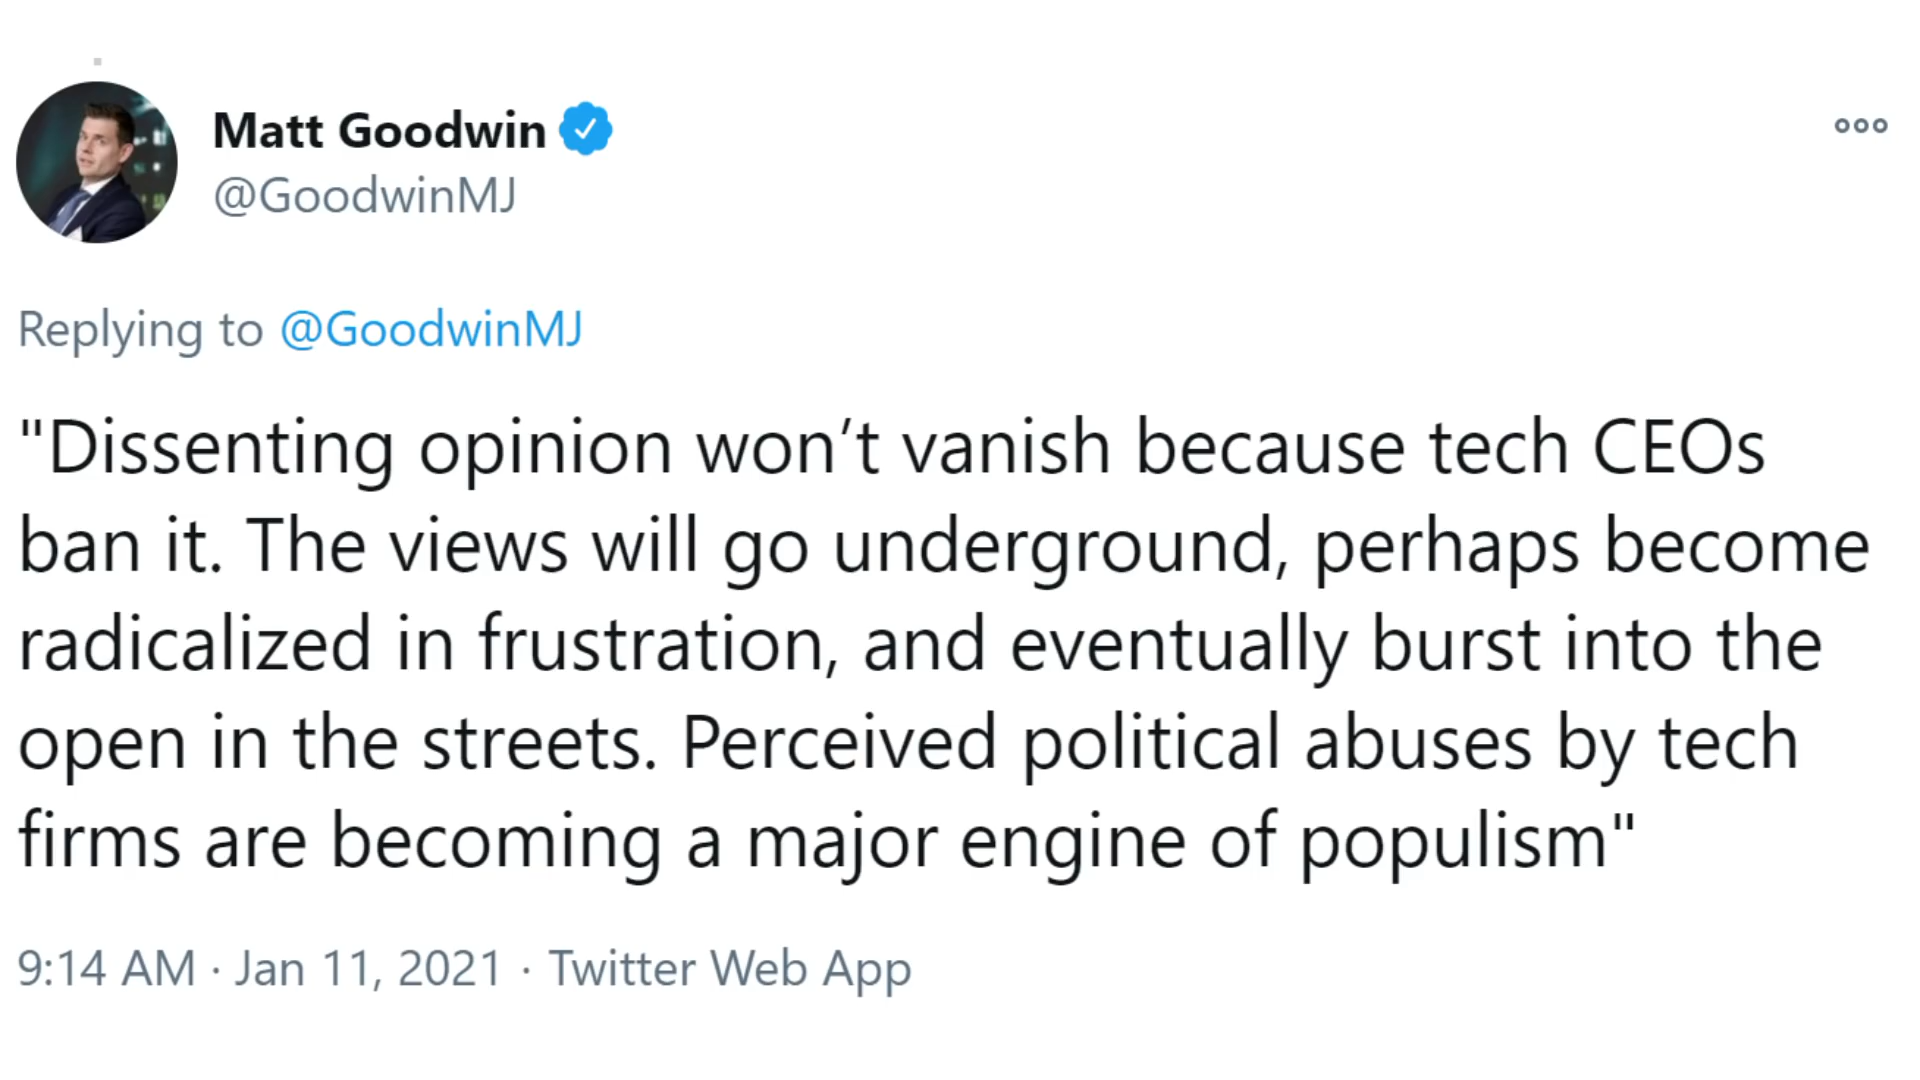 Matt Goodwin
@GoodwinMJ
Replying to @GoodwinMJ
"Dissenting opinion won’t vanish because tech CEOs
ban it. The views will go underground, perhaps become
radicalized in frustration, and eventually burst into the
open in the streets. Perceived political abuses by tech
firms are becoming a major engine of populism"
9:14 AM · Jan 11, 2021 · Twitter Web App